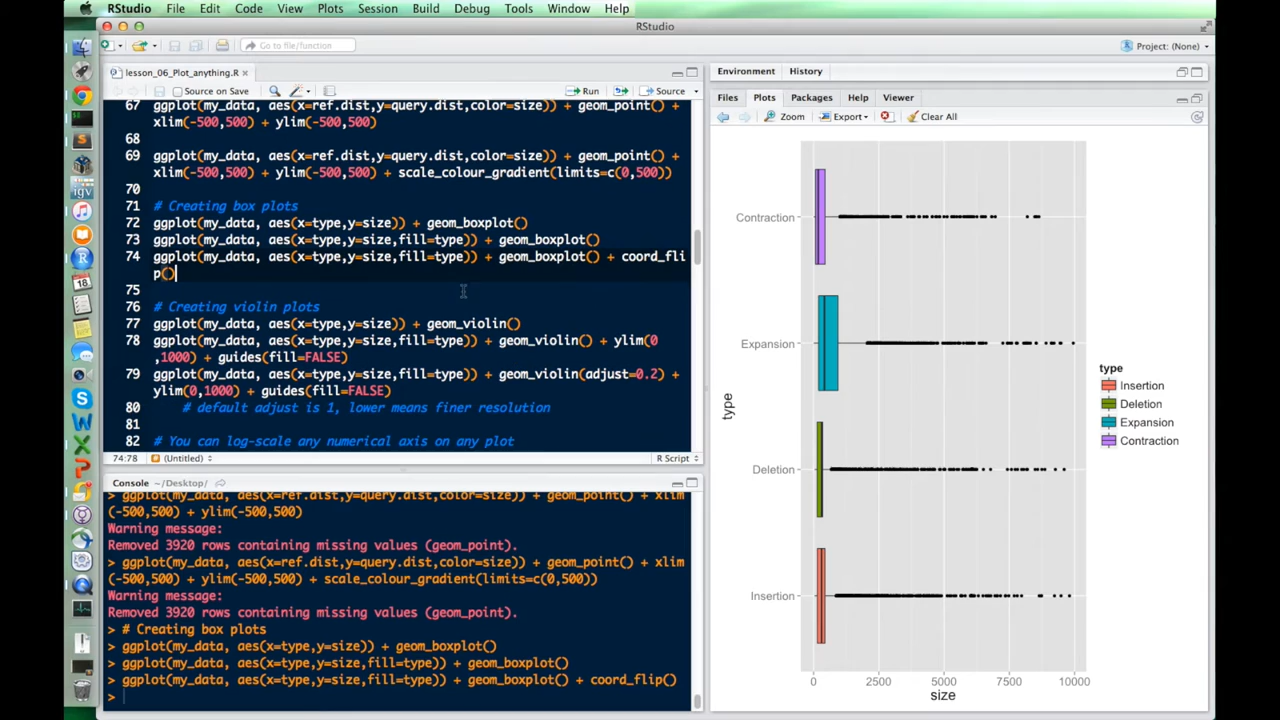 RStudio File Edit Code View Plots Session Build Debug Tools Window Help
RStudio
Go to file/function
Project: (None)
lesson_06_Plot_anything.R
Source on Save
Run
Source
67 ggplot(my_data, aes(x=ref.dist,y=query.dist,color=size)) + geom_point() +
xlim(-500,500) + ylim(-500,500)
68
69 ggplot(my_data, aes(x=ref.dist,y=query.dist,color=size)) + geom_point() +
xlim(-500,500) + ylim(-500,500) + scale_colour_gradient(limits=c(0,500))
70
71 # Creating box plots
72 ggplot(my_data, aes(x=type,y=size)) + geom_boxplot()
73 ggplot(my_data, aes(x=type,y=size,fill=type)) + geom_boxplot()
74 ggplot(my_data, aes(x=type,y=size,fill=type)) + geom_boxplot() + coord_fli
p()
75
76 # Creating violin plots
77 ggplot(my_data, aes(x=type,y=size)) + geom_violin()
78 ggplot(my_data, aes(x=type,y=size,fill=type)) + geom_violin() + ylim(0
,1000) + guides(fill=FALSE)
79 ggplot(my_data, aes(x=type,y=size,fill=type)) + geom_violin(adjust=0.2) +
ylim(0,1000) + guides(fill=FALSE)
80 # default adjust is 1, lower means finer resolution
81
82 # You can log-scale any numerical axis on any plot
74:78 (Untitled) R Script
Console ~/Desktop/
> ggplot(my_data, aes(x=ref.dist,y=query.dist,color=size)) + geom_point() + xlim
(-500,500) + ylim(-500,500)
Warning message:
Removed 3920 rows containing missing values (geom_point).
> ggplot(my_data, aes(x=ref.dist,y=query.dist,color=size)) + geom_point() + xlim
(-500,500) + ylim(-500,500) + scale_colour_gradient(limits=c(0,500))
Warning message:
Removed 3920 rows containing missing values (geom_point).
> # Creating box plots
> ggplot(my_data, aes(x=type,y=size)) + geom_boxplot()
> ggplot(my_data, aes(x=type,y=size,fill=type)) + geom_boxplot()
> ggplot(my_data, aes(x=type,y=size,fill=type)) + geom_boxplot() + coord_flip()
>
Environment History
Files Plots Packages Help Viewer
Zoom Export Clear All
Contraction
Expansion
Deletion
Insertion
type
0 2500 5000 7500 10000
size
type
Insertion
Deletion
Expansion
Contraction
igv